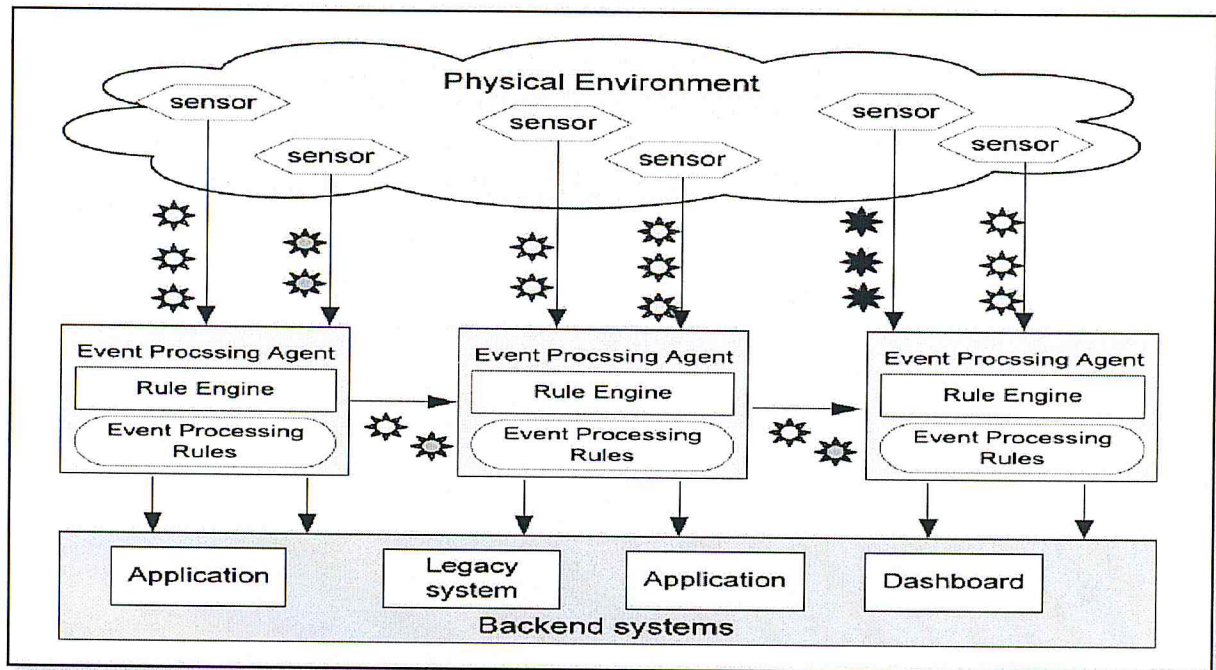 Physical Environment
sensor
sensor
sensor
sensor
sensor
sensor
Event Procssing Agent
Rule Engine
Event Processing
Rules
Event Procssing Agent
Rule Engine
Event Processing
Rules
Event Procssing Agent
Rule Engine
Event Processing
Rules
Application
Legacy
system
Application
Dashboard
Backend systems